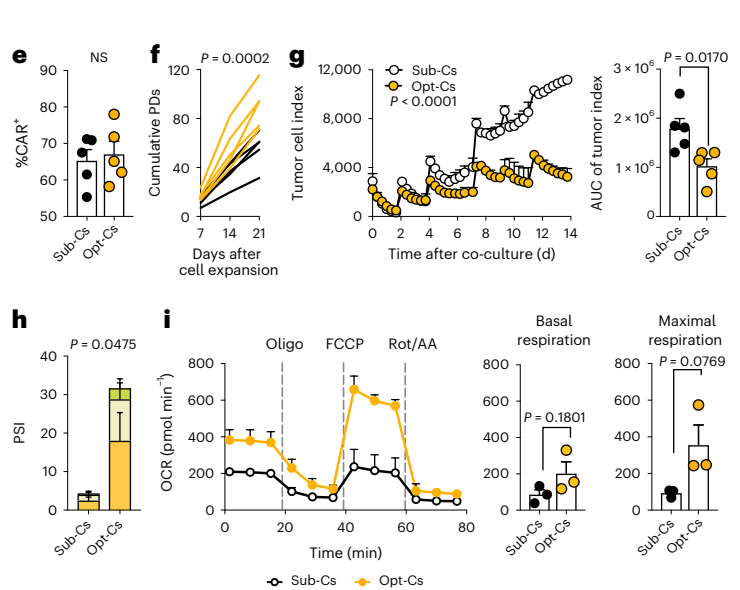 e
NS
%CAR⁺
90
80
70
60
50
Sub-Cs
Opt-Cs
f
P = 0.0002
Cumulative PDs
120
80
40
0
7
14
21
Days after
cell expansion
g
Tumor cell index
12,000
8,000
4,000
0
Sub-Cs
Opt-Cs
P < 0.0001
0
2
4
6
8
10
12
14
Time after co-culture (d)
AUC of tumor index
P = 0.0170
3 × 10⁶
2 × 10⁶
1 × 10⁶
0
Sub-Cs
Opt-Cs
h
P = 0.0475
PSI
40
30
20
10
0
Sub-Cs
Opt-Cs
i
Oligo
FCCP
Rot/AA
OCR (pmol min⁻¹)
800
600
400
200
0
0
20
40
60
80
Time (min)
Sub-Cs
Opt-Cs
Basal
respiration
P = 0.1801
800
600
400
200
0
Sub-Cs
Opt-Cs
Maximal
respiration
P = 0.0769
800
600
400
200
0
Sub-Cs
Opt-Cs